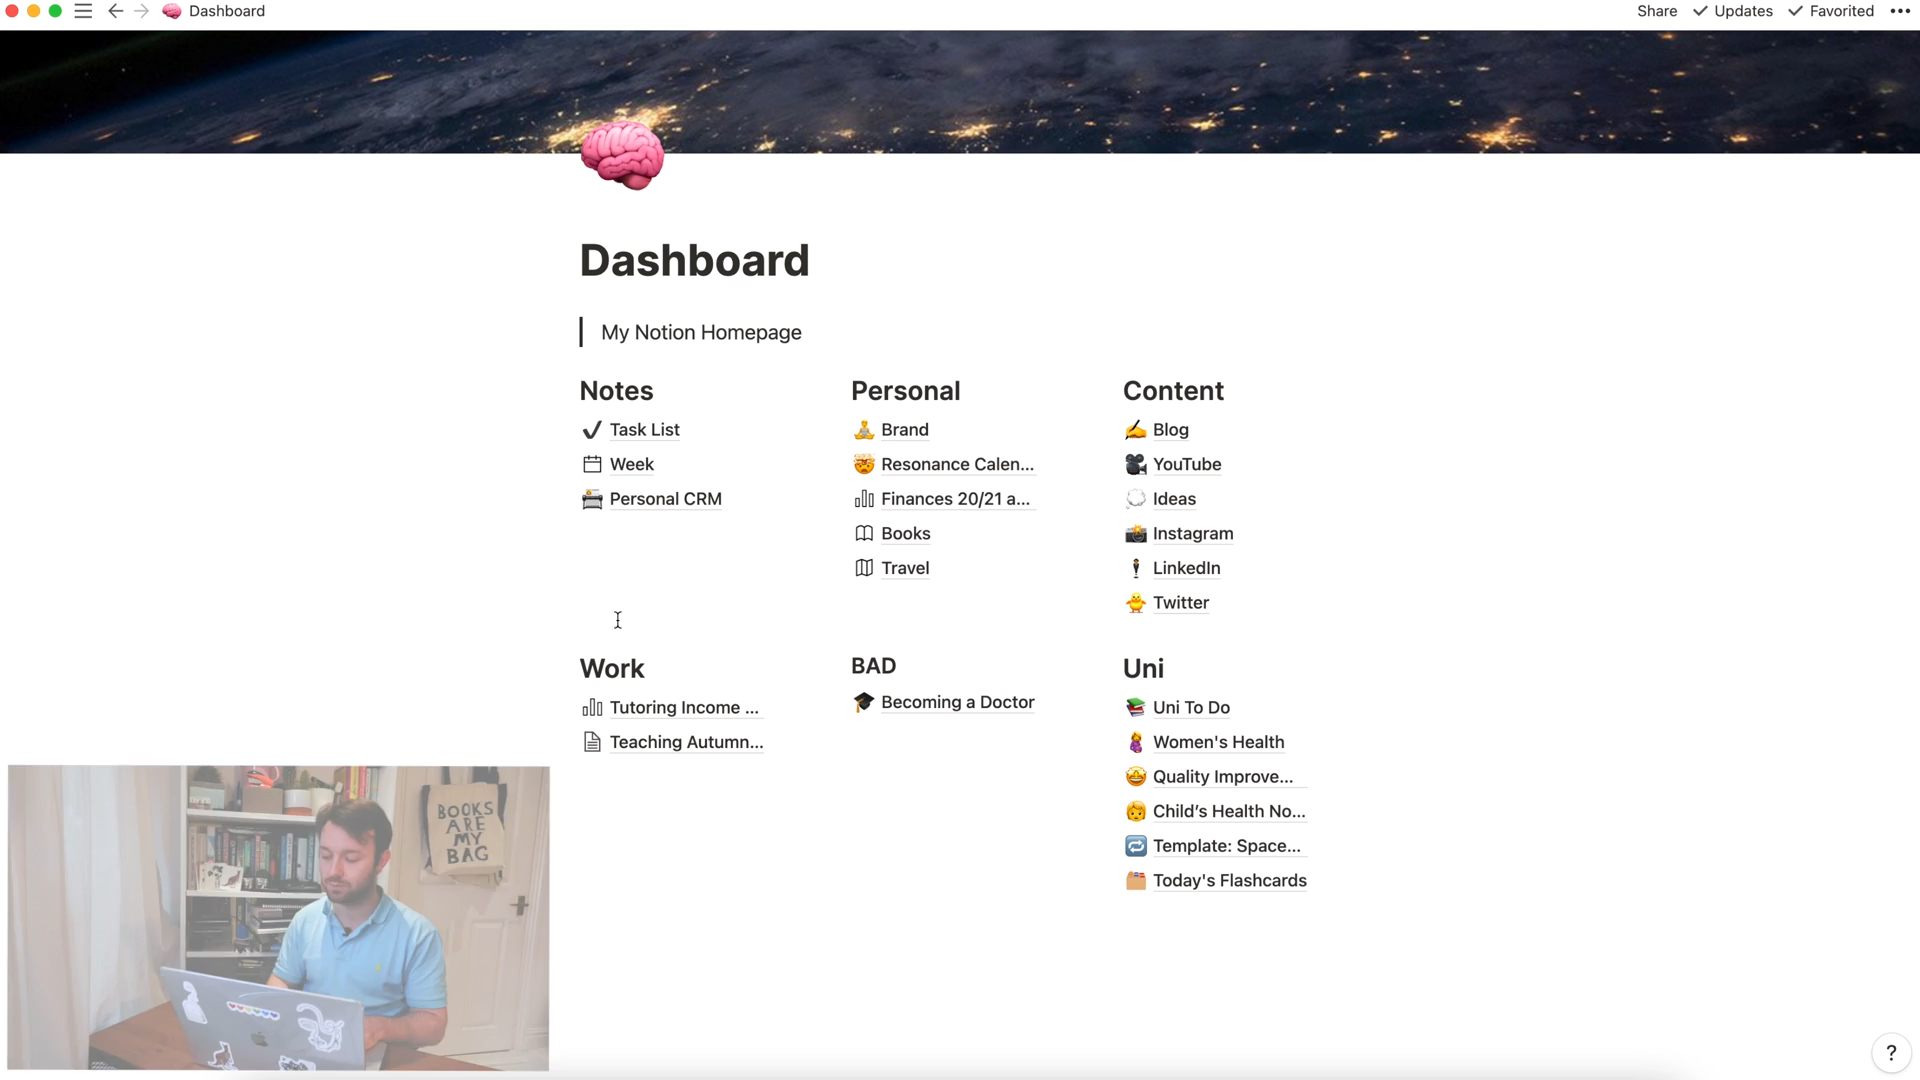 Dashboard
Share
Updates
Favorited
Dashboard
My Notion Homepage
Notes
Task List
Week
Personal CRM
Personal
Brand
Resonance Calen...
Finances 20/21 a...
Books
Travel
Content
Blog
YouTube
Ideas
Instagram
LinkedIn
Twitter
Work
Tutoring Income ...
Teaching Autumn...
BAD
Becoming a Doctor
Uni
Uni To Do
Women's Health
Quality Improve...
Child’s Health No...
Template: Space...
Today's Flashcards
BOOKS
ARE
MY
BAG
?